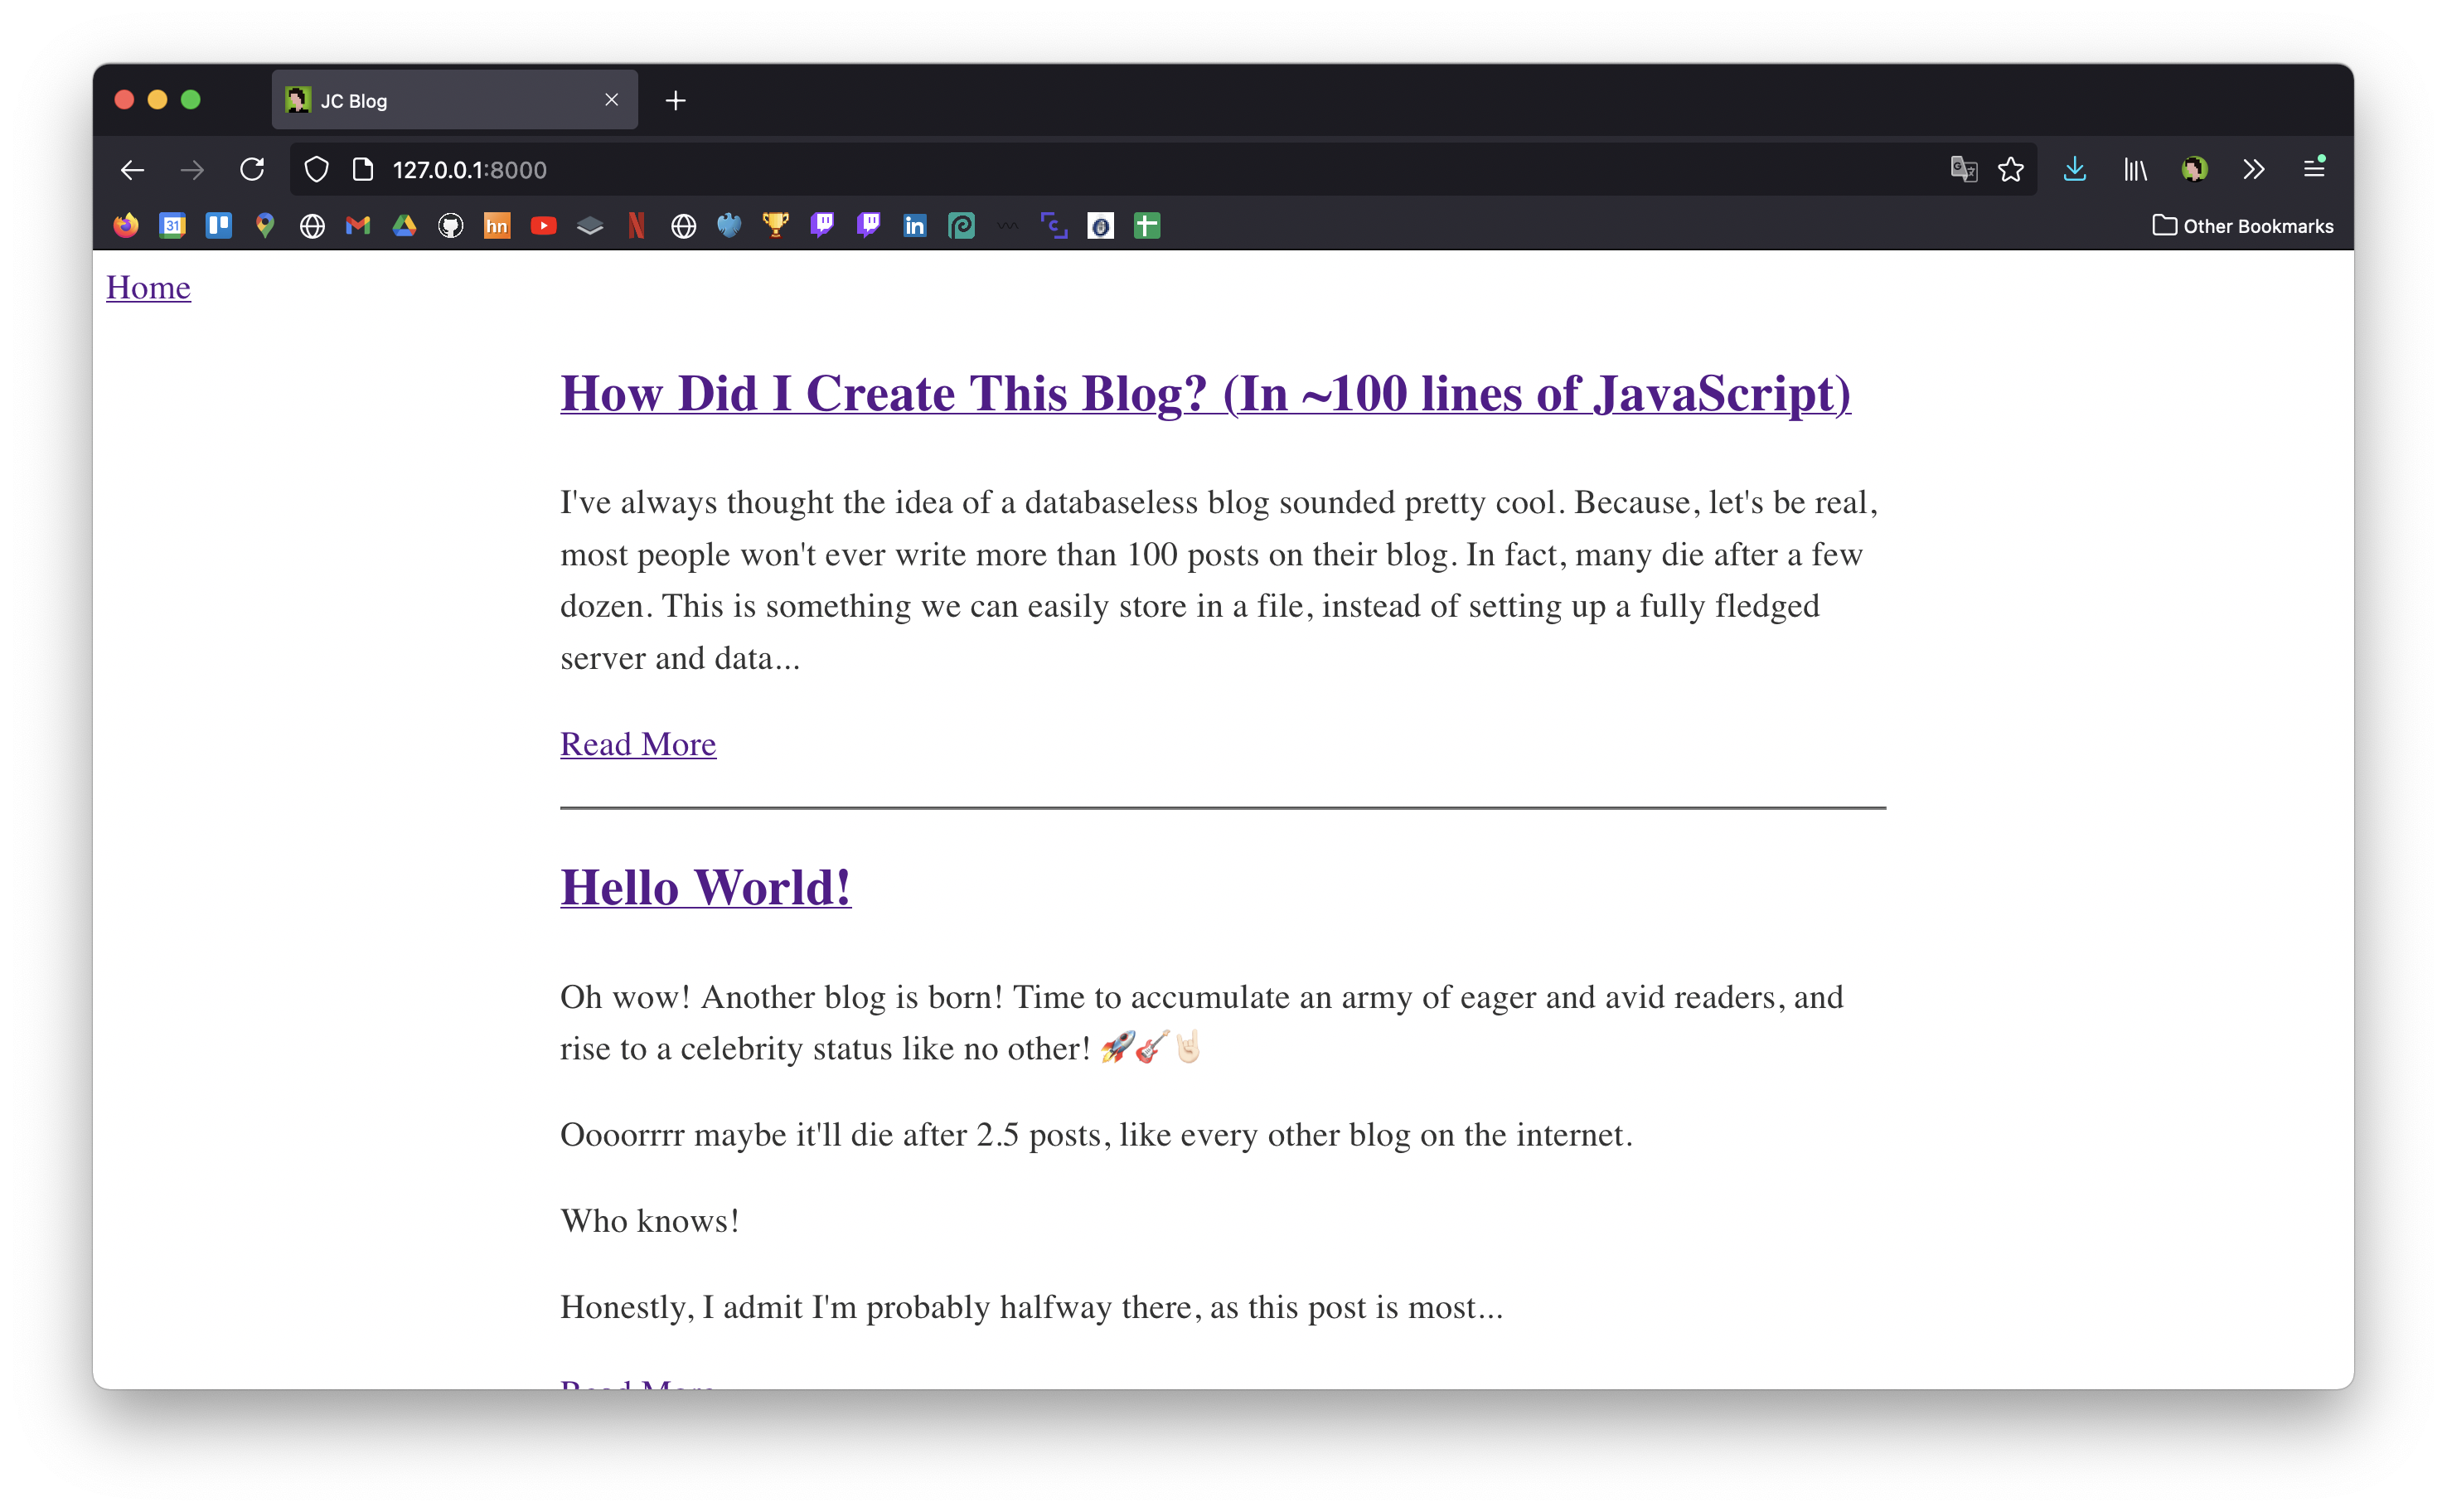 JC Blog
127.0.0.1:8000
31
hn
in
Other Bookmarks
Home
How Did I Create This Blog? (In ~100 lines of JavaScript)
I've always thought the idea of a databaseless blog sounded pretty cool. Because, let's be real,
most people won't ever write more than 100 posts on their blog. In fact, many die after a few
dozen. This is something we can easily store in a file, instead of setting up a fully fledged
server and data...
Read More
Hello World!
Oh wow! Another blog is born! Time to accumulate an army of eager and avid readers, and
rise to a celebrity status like no other! 🚀🎸🤘🏻
Oooorrrr maybe it'll die after 2.5 posts, like every other blog on the internet.
Who knows!
Honestly, I admit I'm probably halfway there, as this post is most...
Read More